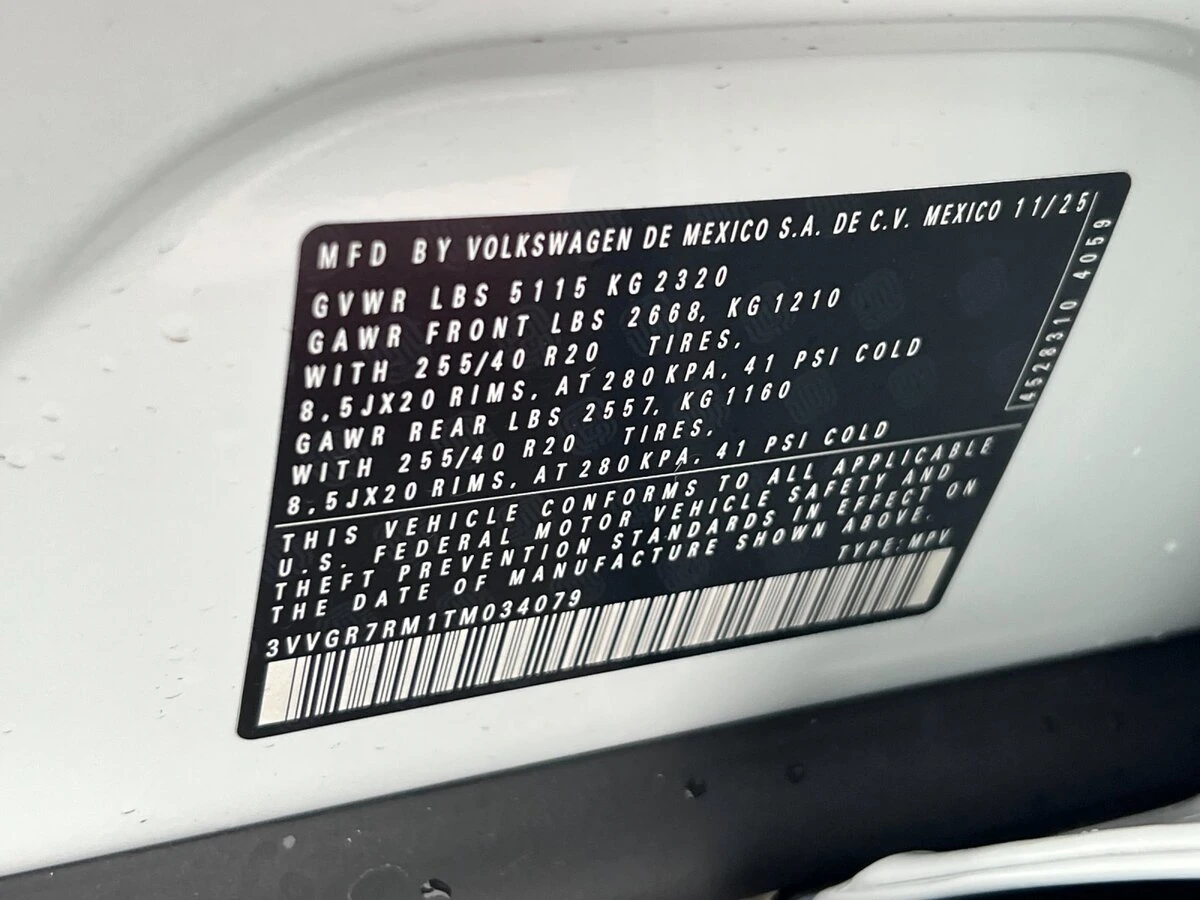 MFD BY VOLKSWAGEN DE MEXICO S.A. DE C.V. MEXICO 11/25
GVWR LBS 5115 KG 2320
GAWR FRONT LBS 2668, KG 1210
WITH 255/40 R20 TIRES,
8,5JX20 RIMS, AT 280 KPA, 41 PSI COLD
GAWR REAR LBS 2557, KG 1160
WITH 255/40 R20 TIRES,
8,5JX20 RIMS, AT 280 KPA, 41 PSI COLD
4528310 4059
THIS VEHICLE CONFORMS TO ALL APPLICABLE
U.S. FEDERAL MOTOR VEHICLE SAFETY AND
THEFT PREVENTION STANDARDS IN EFFECT ON
THE DATE OF MANUFACTURE SHOWN ABOVE.
TYPE:MPV
3VVGR7RM1TM034079